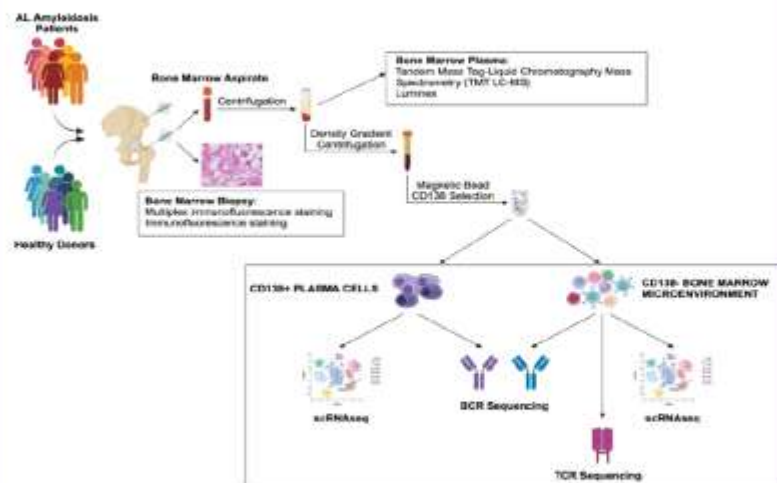 AL Amyloidosis
Patients
Bone Marrow Aspirate
Centrifugation
Bone Marrow Plasma:
Tandem Mass Tag-Liquid Chromatography Mass
Spectrometry (TMT LC-MS)
Luminex
Density Gradient
Centrifugation
Magnetic Bead
CD138 Selection
Bone Marrow Biopsy:
Multiplex immunofluorescence staining
Immunofluorescence staining
Healthy Donors
CD138+ PLASMA CELLS
CD138- BONE MARROW
MICROENVIRONMENT
scRNAseq
BCR Sequencing
scRNAseq
TCR Sequencing